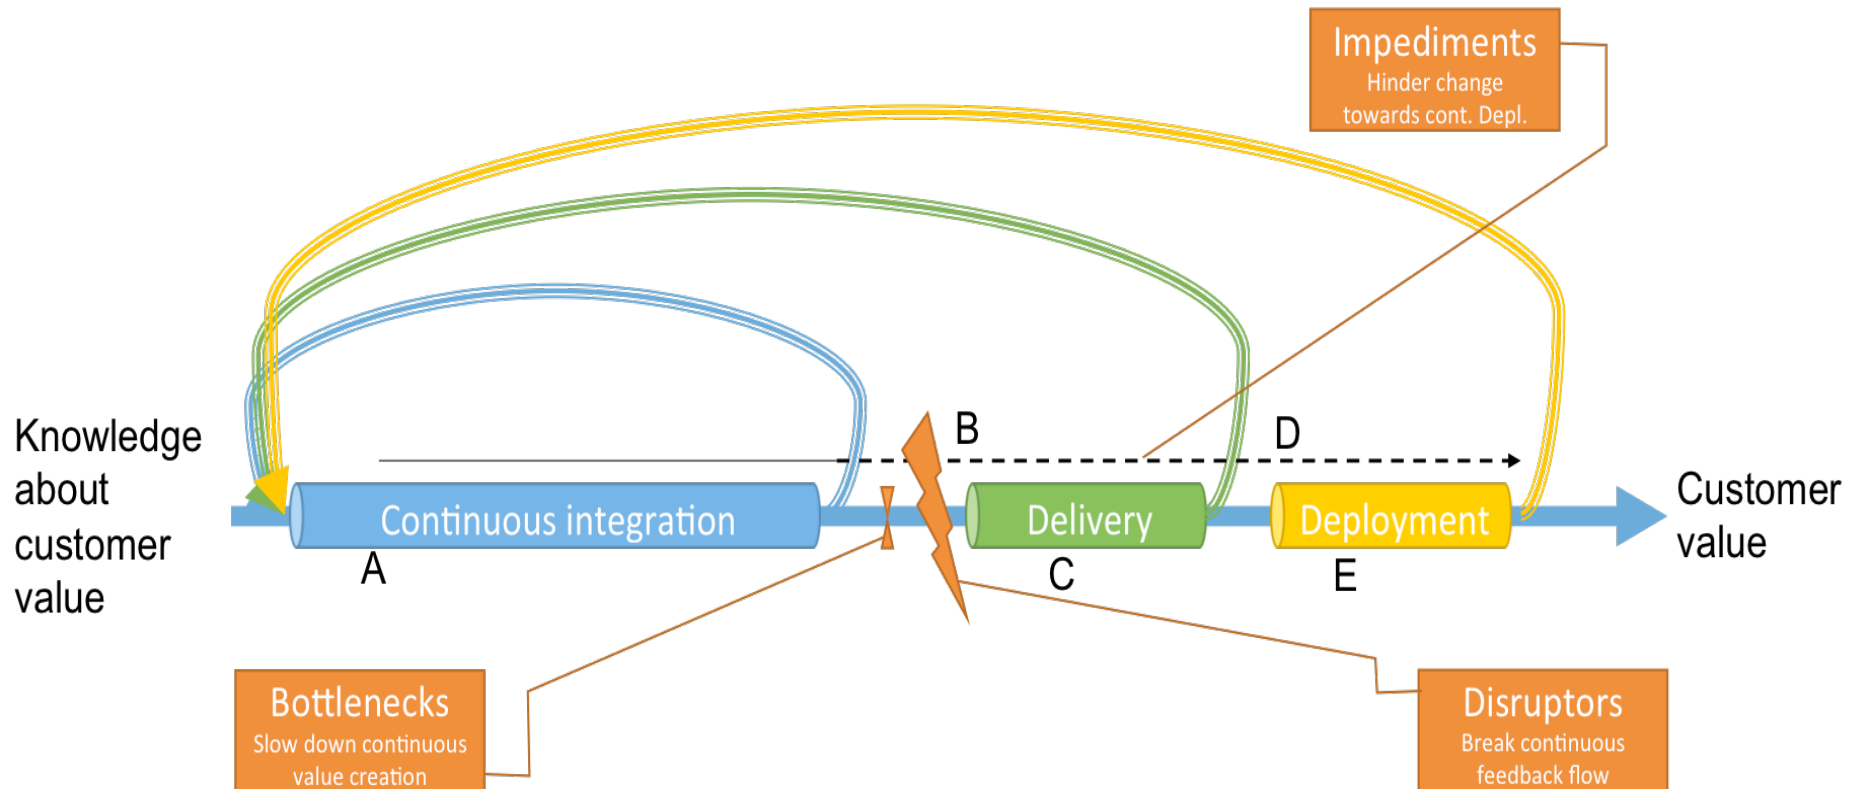 Impediments
Hinder change
towards cont. Depl.
Knowledge
about
customer
value
B
D
Continuous integration
Delivery
Deployment
Customer
value
A
C
E
Bottlenecks
Slow down continuous
value creation
Disruptors
Break continuous
feedback flow